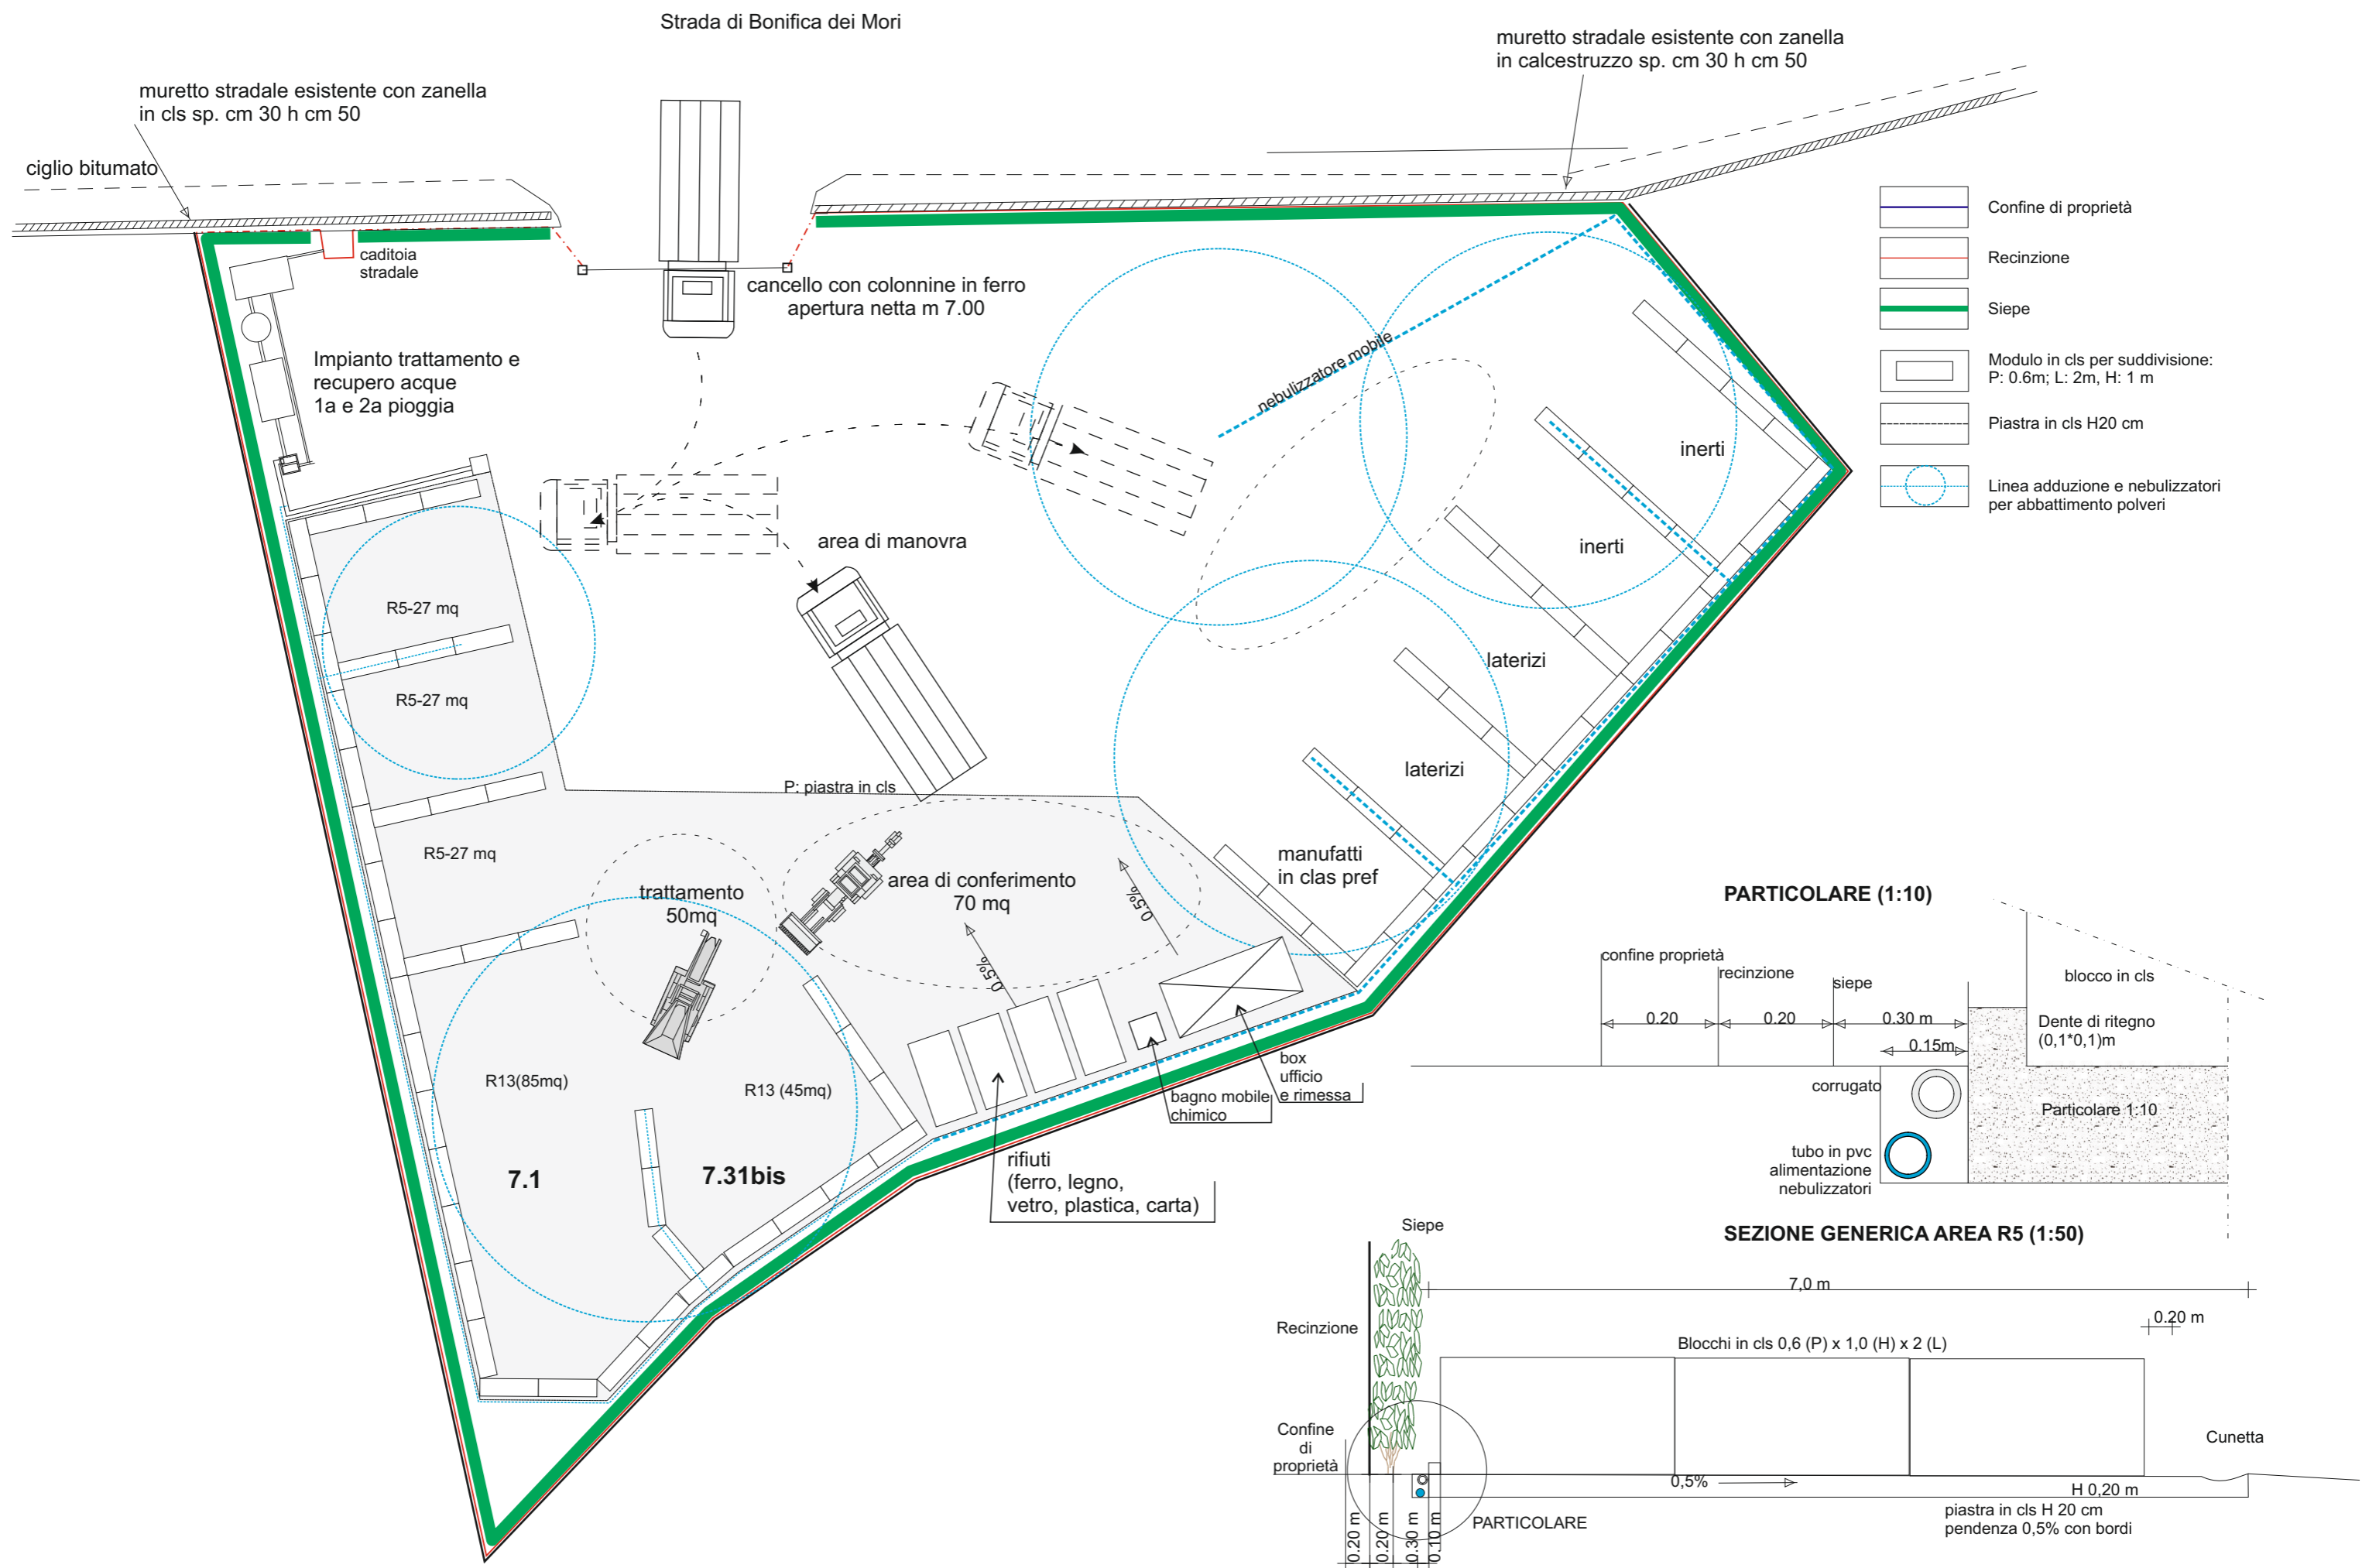 Strada di Bonifica dei Mori
muretto stradale esistente con zanella
in cls sp. cm 30 h cm 50
muretto stradale esistente con zanella
in calcestruzzo sp. cm 30 h cm 50
ciglio bitumato
caditoia
stradale
cancello con colonnine in ferro
apertura netta m 7.00
Impianto trattamento e
recupero acque
1a e 2a pioggia
nebulizzatore mobile
area di manovra
inerti
inerti
laterizi
laterizi
manufatti
in clas pref
R5-27 mq
R5-27 mq
R5-27 mq
P: piastra in cls
trattamento
50mq
area di conferimento
70 mq
0.5%
0.5%
R13(85mq)
R13 (45mq)
7.1
7.31bis
rifiuti
(ferro, legno,
vetro, plastica, carta)
bagno mobile
chimico
box
ufficio
e rimessa
Confine di proprietà
Recinzione
Siepe
Modulo in cls per suddivisione:
P: 0.6m; L: 2m, H: 1 m
Piastra in cls H20 cm
Linea adduzione e nebulizzatori
per abbattimento polveri
PARTICOLARE (1:10)
confine proprietà
recinzione
siepe
blocco in cls
0.20
0.20
0.30 m
0.15m
Dente di ritegno
(0,1*0,1)m
corrugato
Particolare 1:10
tubo in pvc
alimentazione
nebulizzatori
SEZIONE GENERICA AREA R5 (1:50)
Siepe
7,0 m
0.20 m
Recinzione
Blocchi in cls 0,6 (P) x 1,0 (H) x 2 (L)
Confine
di
proprietà
Cunetta
0,5%
H 0,20 m
piastra in cls H 20 cm
pendenza 0,5% con bordi
PARTICOLARE
0.20 m
0.20 m
0.30 m
0.10 m